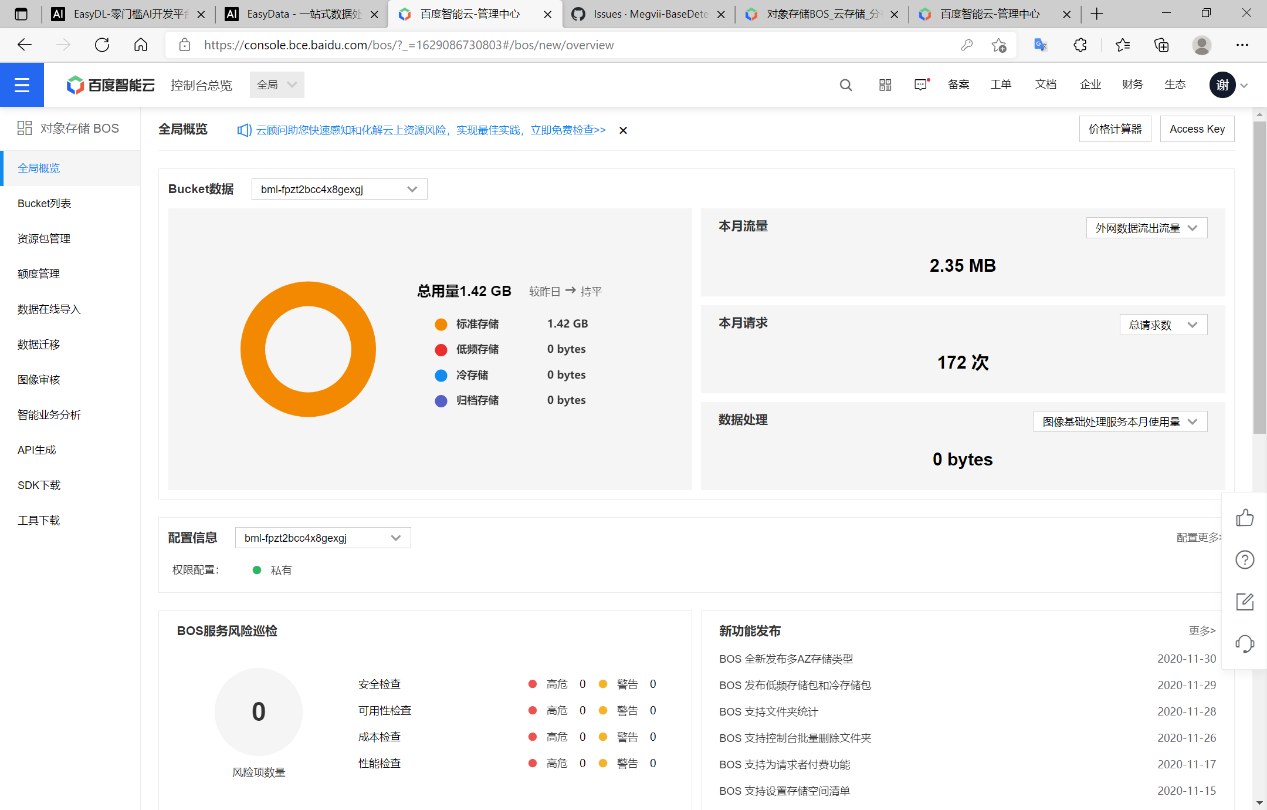 EasyDL-零门槛AI开发平台
EasyData - 一站式数据处
百度智能云-管理中心
Issues · Megvii-BaseDete
对象存储BOS_云存储_分
百度智能云-管理中心
https://console.bce.baidu.com/bos/?_=1629086730803#/bos/new/overview
百度智能云
控制台总览
全局
备案
工单
文档
企业
财务
生态
谢
对象存储 BOS
全局概览
Bucket列表
资源包管理
额度管理
数据在线导入
数据迁移
图像审核
智能业务分析
API生成
SDK下载
工具下载
全局概览
云顾问助您快速感知和化解云上资源风险，实现最佳实践，立即免费检查>>
价格计算器
Access Key
Bucket数据
bml-fpzt2bcc4x8gexgj
总用量1.42 GB
较昨日 → 持平
标准存储 1.42 GB
低频存储 0 bytes
冷存储 0 bytes
归档存储 0 bytes
本月流量
外网数据流出流量
2.35 MB
本月请求
总请求数
172 次
数据处理
图像基础处理服务本月使用量
0 bytes
配置信息
bml-fpzt2bcc4x8gexgj
配置更多>
权限配置:
私有
BOS服务风险巡检
0
风险项数量
安全检查 高危 0 警告 0
可用性检查 高危 0 警告 0
成本检查 高危 0 警告 0
性能检查 高危 0 警告 0
新功能发布
更多>
BOS 全新发布多AZ存储类型 2020-11-30
BOS 发布低频存储包和冷存储包 2020-11-29
BOS 支持文件夹统计 2020-11-28
BOS 支持控制台批量删除文件夹 2020-11-26
BOS 支持为请求者付费功能 2020-11-17
BOS 支持设置存储空间清单 2020-11-15